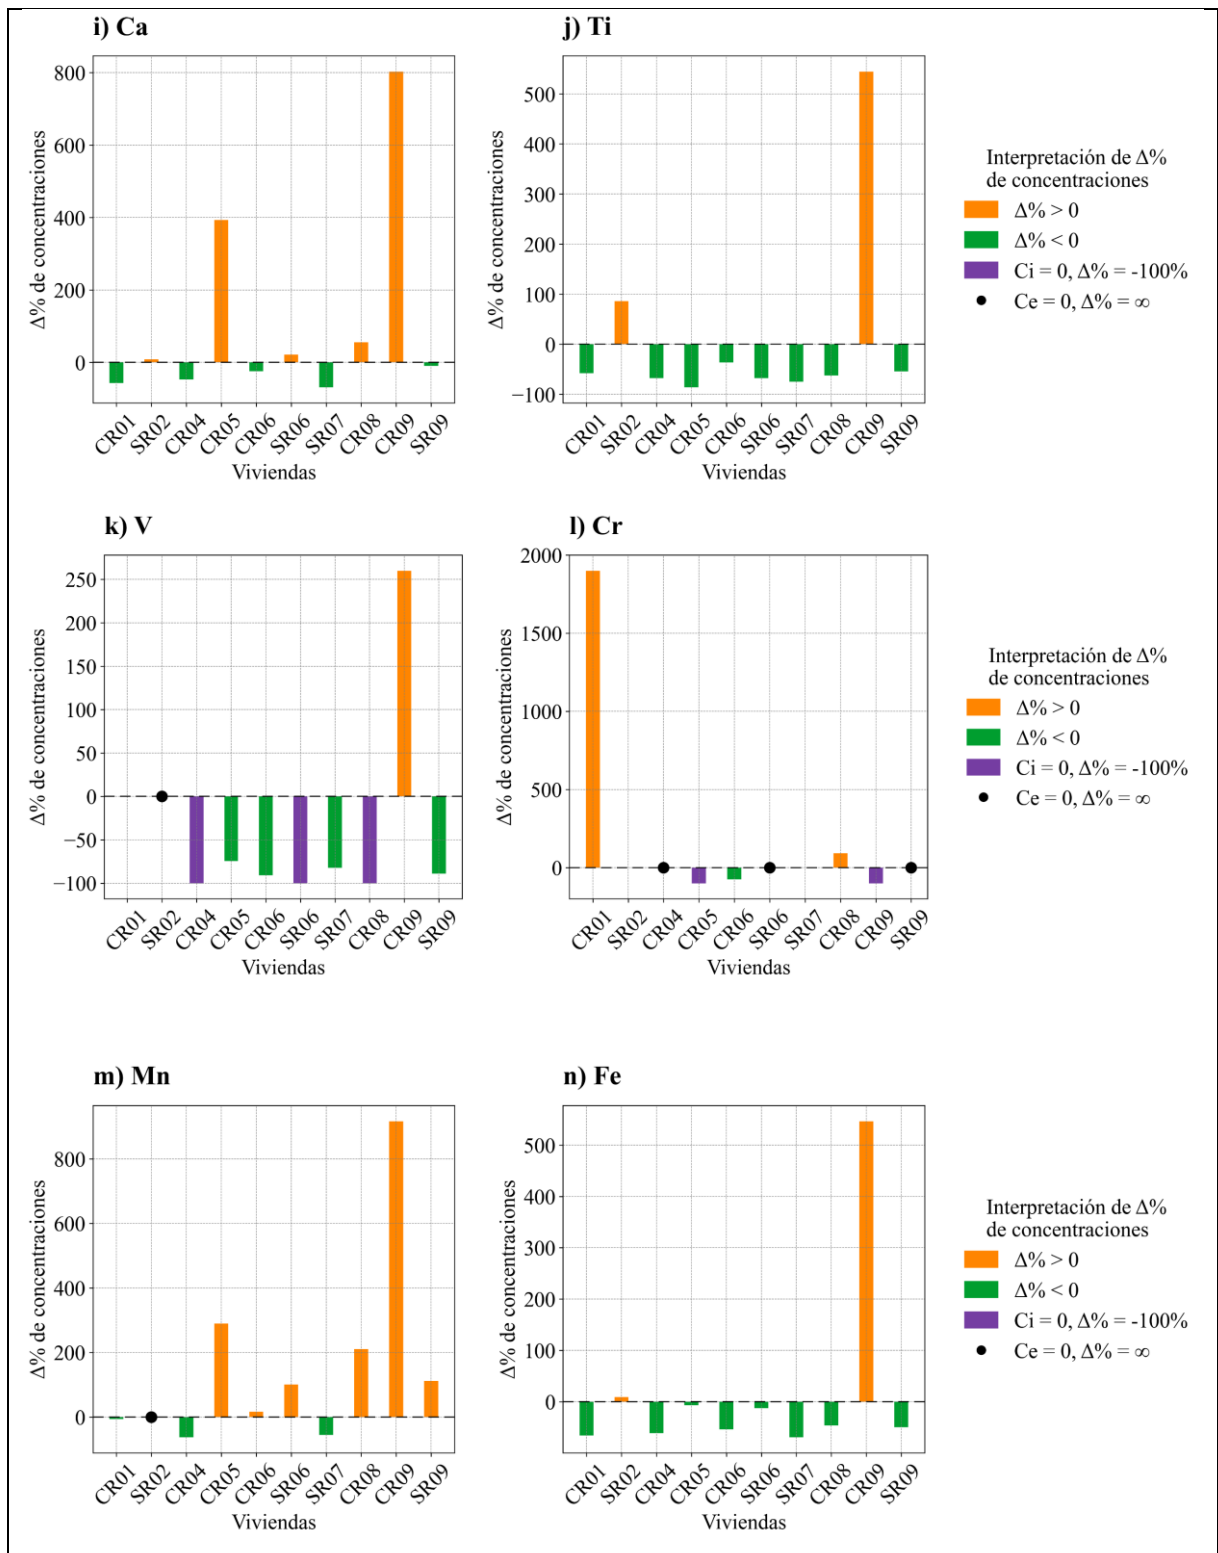 i) Ca
800
600
400
200
0
Δ% de concentraciones
CR01
SR02
CR04
CR05
CR06
SR06
SR07
CR08
CR09
SR09
Viviendas
j) Ti
500
400
300
200
100
0
−100
Δ% de concentraciones
CR01
SR02
CR04
CR05
CR06
SR06
SR07
CR08
CR09
SR09
Viviendas
Interpretación de Δ%
de concentraciones
Δ% > 0
Δ% < 0
Ci = 0, Δ% = -100%
Ce = 0, Δ% = ∞
k) V
250
200
150
100
50
0
−50
−100
Δ% de concentraciones
CR01
SR02
CR04
CR05
CR06
SR06
SR07
CR08
CR09
SR09
Viviendas
l) Cr
2000
1500
1000
500
0
Δ% de concentraciones
CR01
SR02
CR04
CR05
CR06
SR06
SR07
CR08
CR09
SR09
Viviendas
Interpretación de Δ%
de concentraciones
Δ% > 0
Δ% < 0
Ci = 0, Δ% = -100%
Ce = 0, Δ% = ∞
m) Mn
800
600
400
200
0
Δ% de concentraciones
CR01
SR02
CR04
CR05
CR06
SR06
SR07
CR08
CR09
SR09
Viviendas
n) Fe
500
400
300
200
100
0
Δ% de concentraciones
CR01
SR02
CR04
CR05
CR06
SR06
SR07
CR08
CR09
SR09
Viviendas
Interpretación de Δ%
de concentraciones
Δ% > 0
Δ% < 0
Ci = 0, Δ% = -100%
Ce = 0, Δ% = ∞